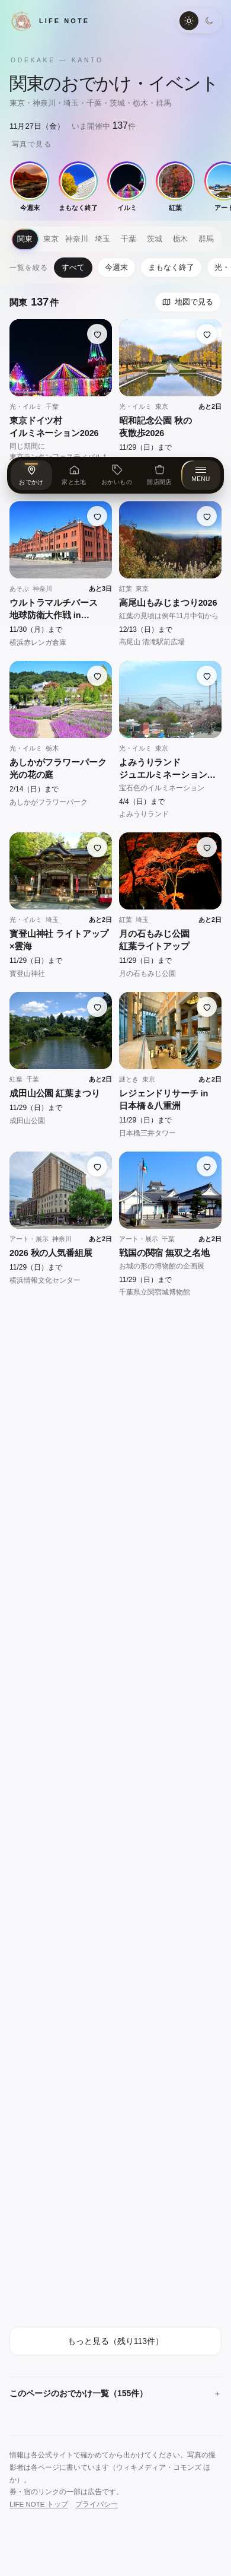 LIFE NOTE
ODEKAKE — KANTO
関東のおでかけ・イベント
東京・神奈川・埼玉・千葉・茨城・栃木・群馬
11月27日（金） いま開催中 137件
写真で見る
今週末 まもなく終了 イルミ 紅葉 アート
関東 東京 神奈川 埼玉 千葉 茨城 栃木 群馬
一覧を絞る すべて 今週末 まもなく終了 光・
関東 137件 地図で見る
光・イルミ 千葉
東京ドイツ村
イルミネーション2026
同じ期間に
光・イルミ 東京 あと2日
昭和記念公園 秋の
夜散歩2026
11/29（日）まで
おでかけ 家と土地 おかいもの 開店閉店 MENU
あそぶ 神奈川 あと3日
ウルトラマルチバース
地球防衛大作戦 in…
11/30（月）まで
横浜赤レンガ倉庫
紅葉 東京
高尾山もみじまつり2026
紅葉の見頃は例年11月中旬から
12/13（日）まで
高尾山 清滝駅前広場
光・イルミ 栃木
あしかがフラワーパーク
光の花の庭
2/14（日）まで
あしかがフラワーパーク
光・イルミ 東京
よみうりランド
ジュエルミネーション…
宝石色のイルミネーション
4/4（日）まで
よみうりランド
光・イルミ 埼玉 あと2日
寳登山神社 ライトアップ
×雲海
11/29（日）まで
寳登山神社
紅葉 埼玉 あと2日
月の石もみじ公園
紅葉ライトアップ
11/29（日）まで
月の石もみじ公園
紅葉 千葉 あと2日
成田山公園 紅葉まつり
11/29（日）まで
成田山公園
謎とき 東京 あと2日
レジェンドリサーチ in
日本橋＆八重洲
11/29（日）まで
日本橋三井タワー
アート・展示 神奈川 あと2日
2026 秋の人気番組展
11/29（日）まで
横浜情報文化センター
アート・展示 千葉 あと2日
戦国の関宿 無双之名地
お城の形の博物館の企画展
11/29（日）まで
千葉県立関宿城博物館
もっと見る（残り113件）
このページのおでかけ一覧（155件） ＋
情報は各公式サイトで確かめてから出かけてください。写真の撮
影者は各ページに書いています（ウィキメディア・コモンズ ほ
か）。
券・宿のリンクの一部は広告です。
LIFE NOTE トップ プライバシー